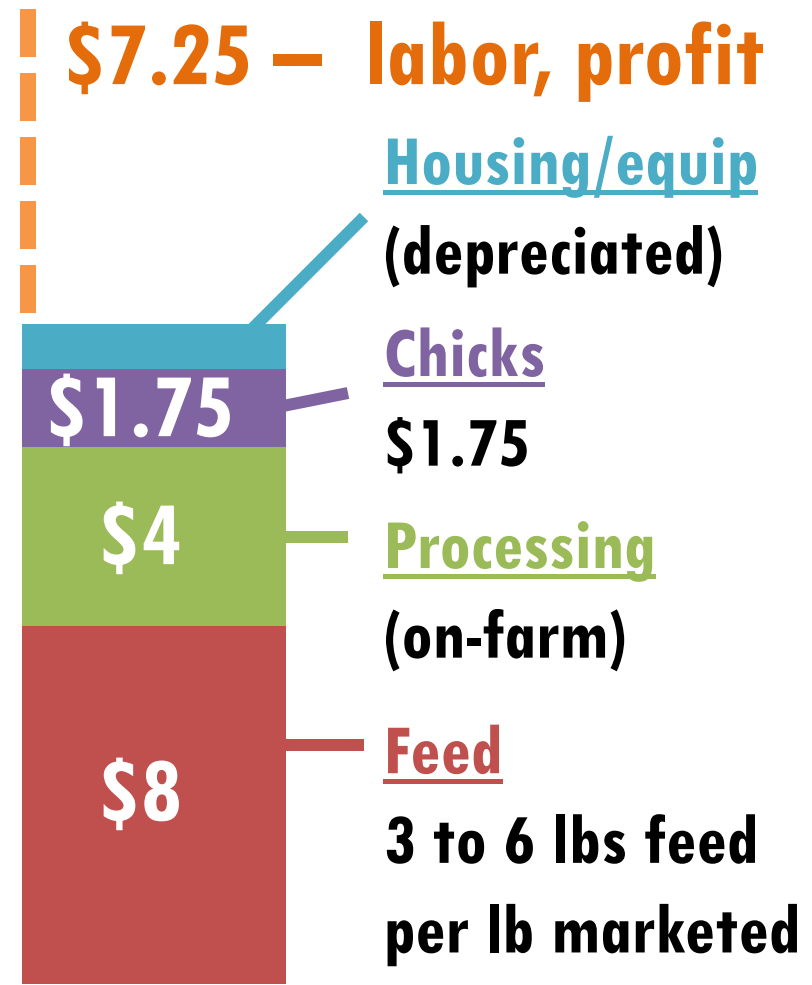 $7.25 – labor, profit
Housing/equip
(depreciated)
Chicks
$1.75
$1.75
Processing
$4
(on-farm)
Feed
$8
3 to 6 lbs feed
per lb marketed